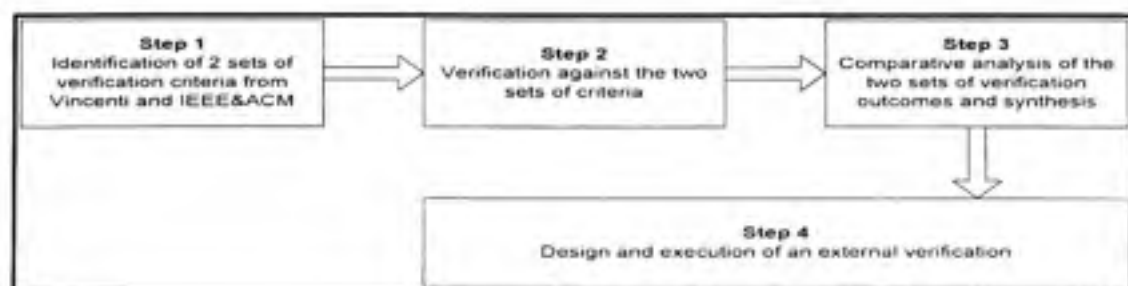 Step 1
Identification of 2 sets of
verification criteria from
Vincenti and IEEE&ACM
Step 2
Verification against the two
sets of criteria
Step 3
Comparative analysis of the
two sets of verification
outcomes and synthesis
Step 4
Design and execution of an external verification